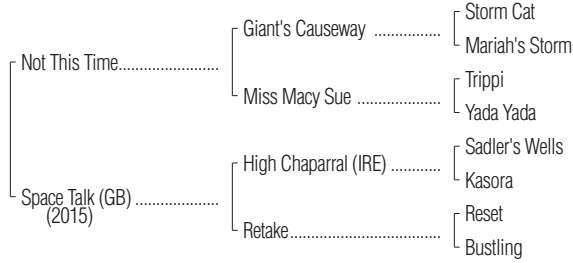 Storm Cat
Giant's Causeway ..................
Mariah's Storm
Not This Time...........................
Trippi
Miss Macy Sue .......................
Yada Yada
Sadler's Wells
High Chaparral (IRE) ..............
Kasora
Space Talk (GB) ......................
(2015)
Reset
Retake.........................................
Bustling